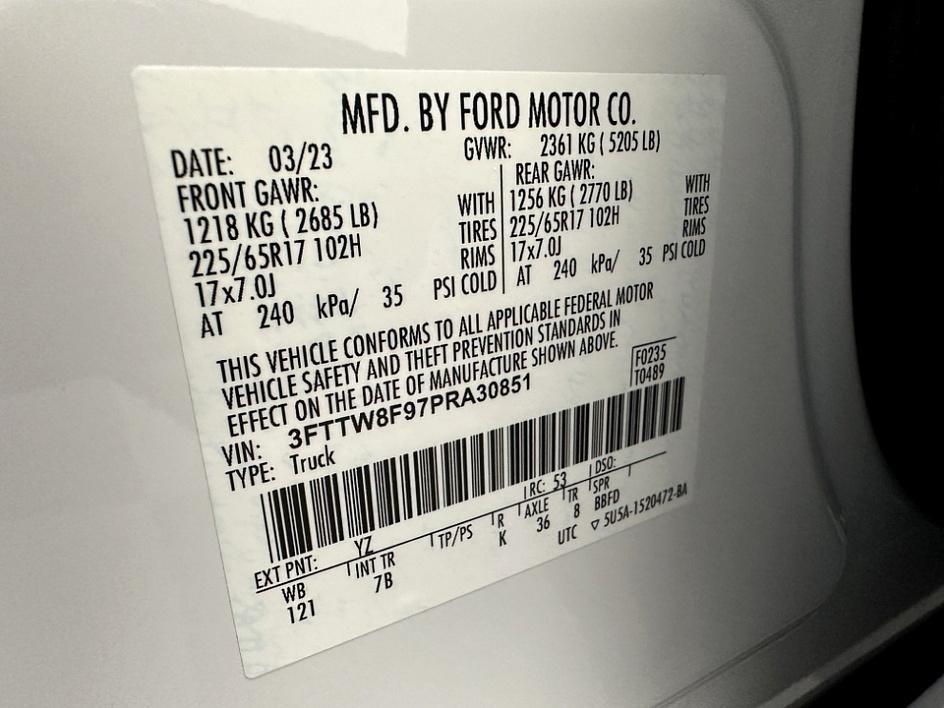 MFD. BY FORD MOTOR CO.
DATE: 03/23 GVWR: 2361 KG ( 5205 LB)
FRONT GAWR: REAR GAWR:
1218 KG ( 2685 LB) WITH 1256 KG ( 2770 LB) WITH
225/65R17 102H TIRES 225/65R17 102H TIRES
17x7.0J RIMS 17x7.0J RIMS
AT 240 kPa/ 35 PSI COLD AT 240 kPa/ 35 PSI COLD
THIS VEHICLE CONFORMS TO ALL APPLICABLE FEDERAL MOTOR
VEHICLE SAFETY AND THEFT PREVENTION STANDARDS IN
EFFECT ON THE DATE OF MANUFACTURE SHOWN ABOVE.
F0235
T0489
VIN: 3FTTW8F97PRA30851
TYPE: Truck
EXT PNT: YZ RC: 53 DSO:
WB INT TR TP/PS R AXLE TR SPR
121 7B K 36 8 BBFD
UTC ▽ 5U5A-1520472-BA